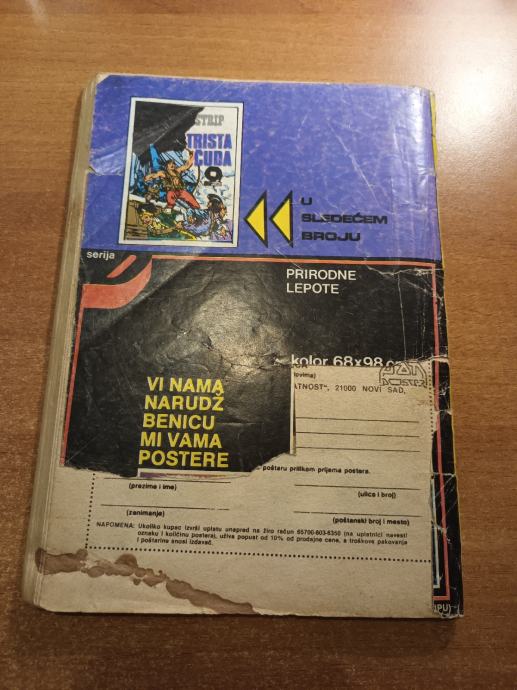 STRIP
TRISTA
ČUDA
U
SLEDEĆEM
BROJU
serija
PRIRODNE
LEPOTE
kolor 68x98
VI NAMA
NARUDŽ
BENICU
MI VAMA
POSTERE
21000 NOVI SAD,
poštaru prilikom prijema postera.
(prezime i ime)
(ulica i broj)
(zanimanje)
(poštanski broj i mesto)
NAPOMENA: Ukoliko kupac izvrši uplatu unapred na žiro račun 65700-603-6350 (na uplatnici navesti
oznaku i količinu postera), uživa popust od 10% od prodajne cene, a troškove pakovanja
i poštarine snosi izdavač.